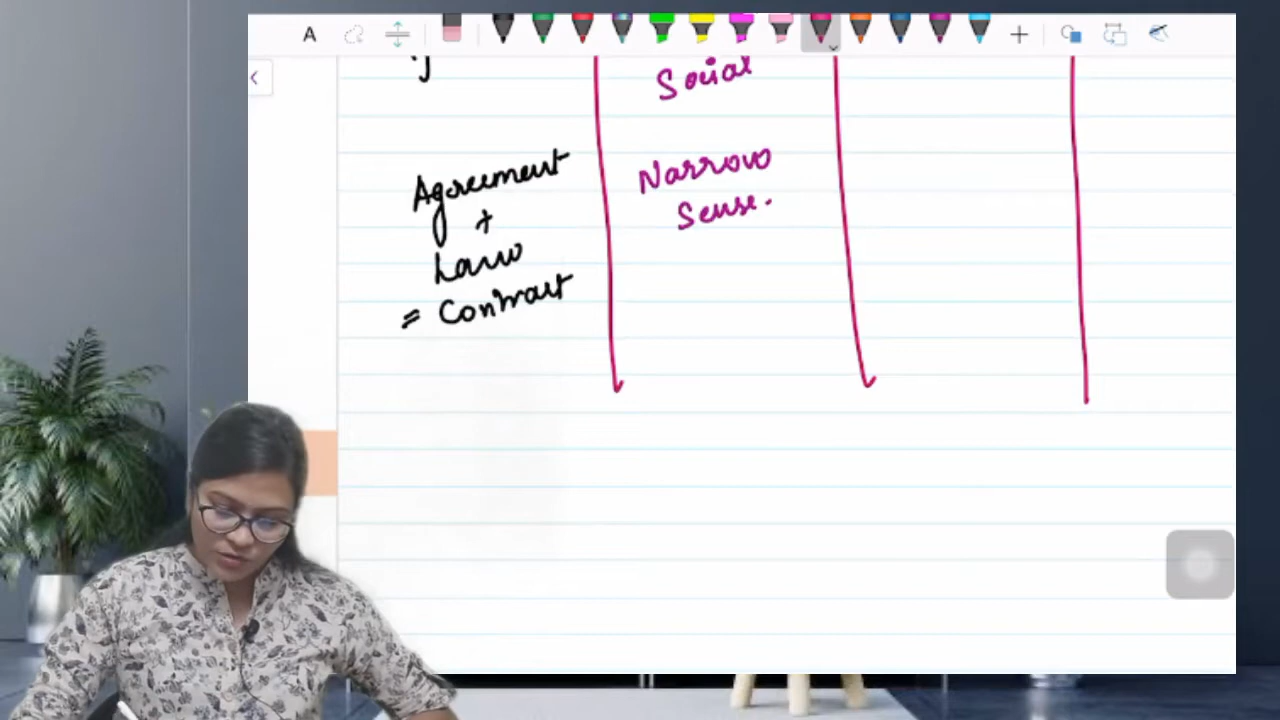 A
Social
Agreement
+
Law
= Contract
Narrow
Sense.